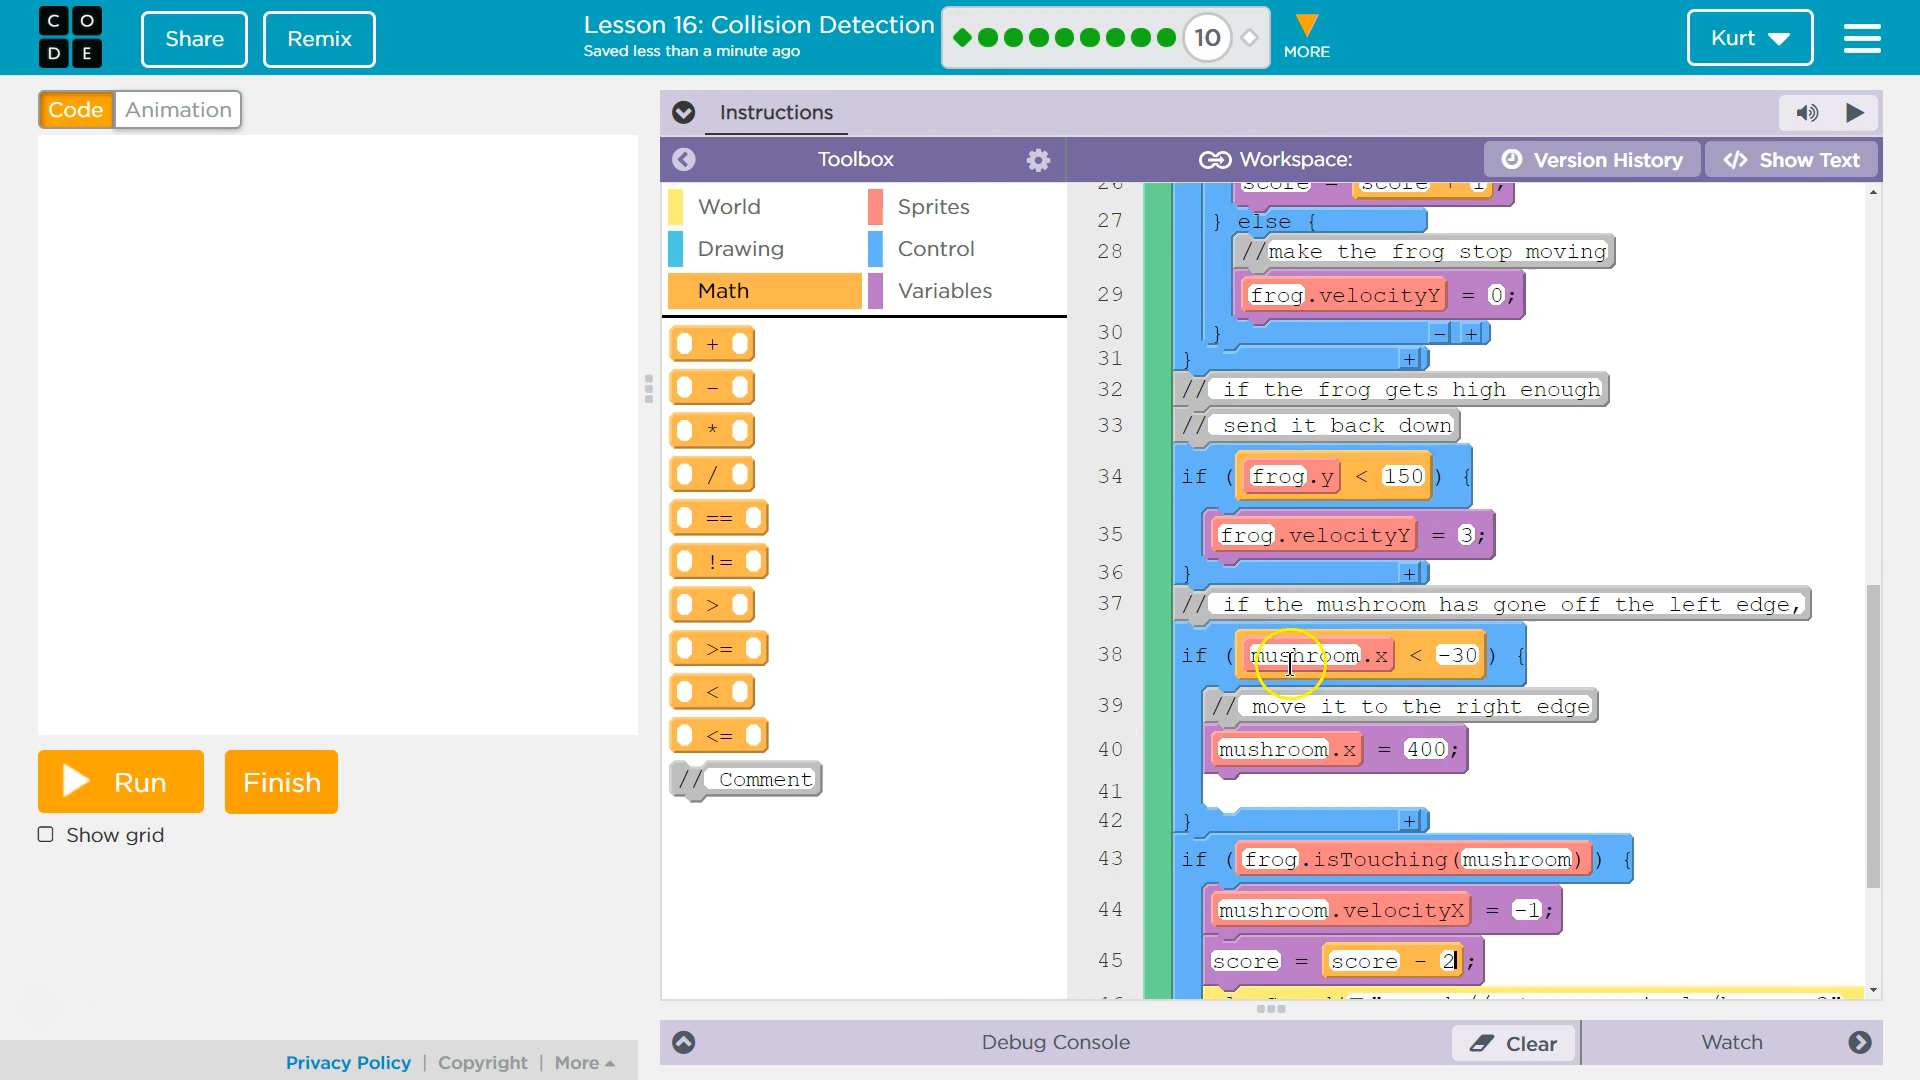 C O
D E
Share
Remix
Lesson 16: Collision Detection
Saved less than a minute ago
10
MORE
Kurt
Code
Animation
Instructions
Toolbox
Workspace:
Version History
</> Show Text
World
Sprites
Drawing
Control
Math
Variables
+
-
*
/
==
!=
>
>=
<
<=
// Comment
26 score = score + 1;
27 } else {
28 //make the frog stop moving
29 frog.velocityY = 0;
30 } - +
31 } +
32 // if the frog gets high enough
33 // send it back down
34 if ( frog.y < 150 ) {
35 frog.velocityY = 3;
36 } +
37 // if the mushroom has gone off the left edge,
38 if ( mushroom.x < -30 ) {
39 // move it to the right edge
40 mushroom.x = 400;
41
42 } +
43 if ( frog.isTouching(mushroom) ) {
44 mushroom.velocityX = -1;
45 score = score - 2;
Run
Finish
Show grid
Debug Console
Clear
Watch
Privacy Policy | Copyright | More